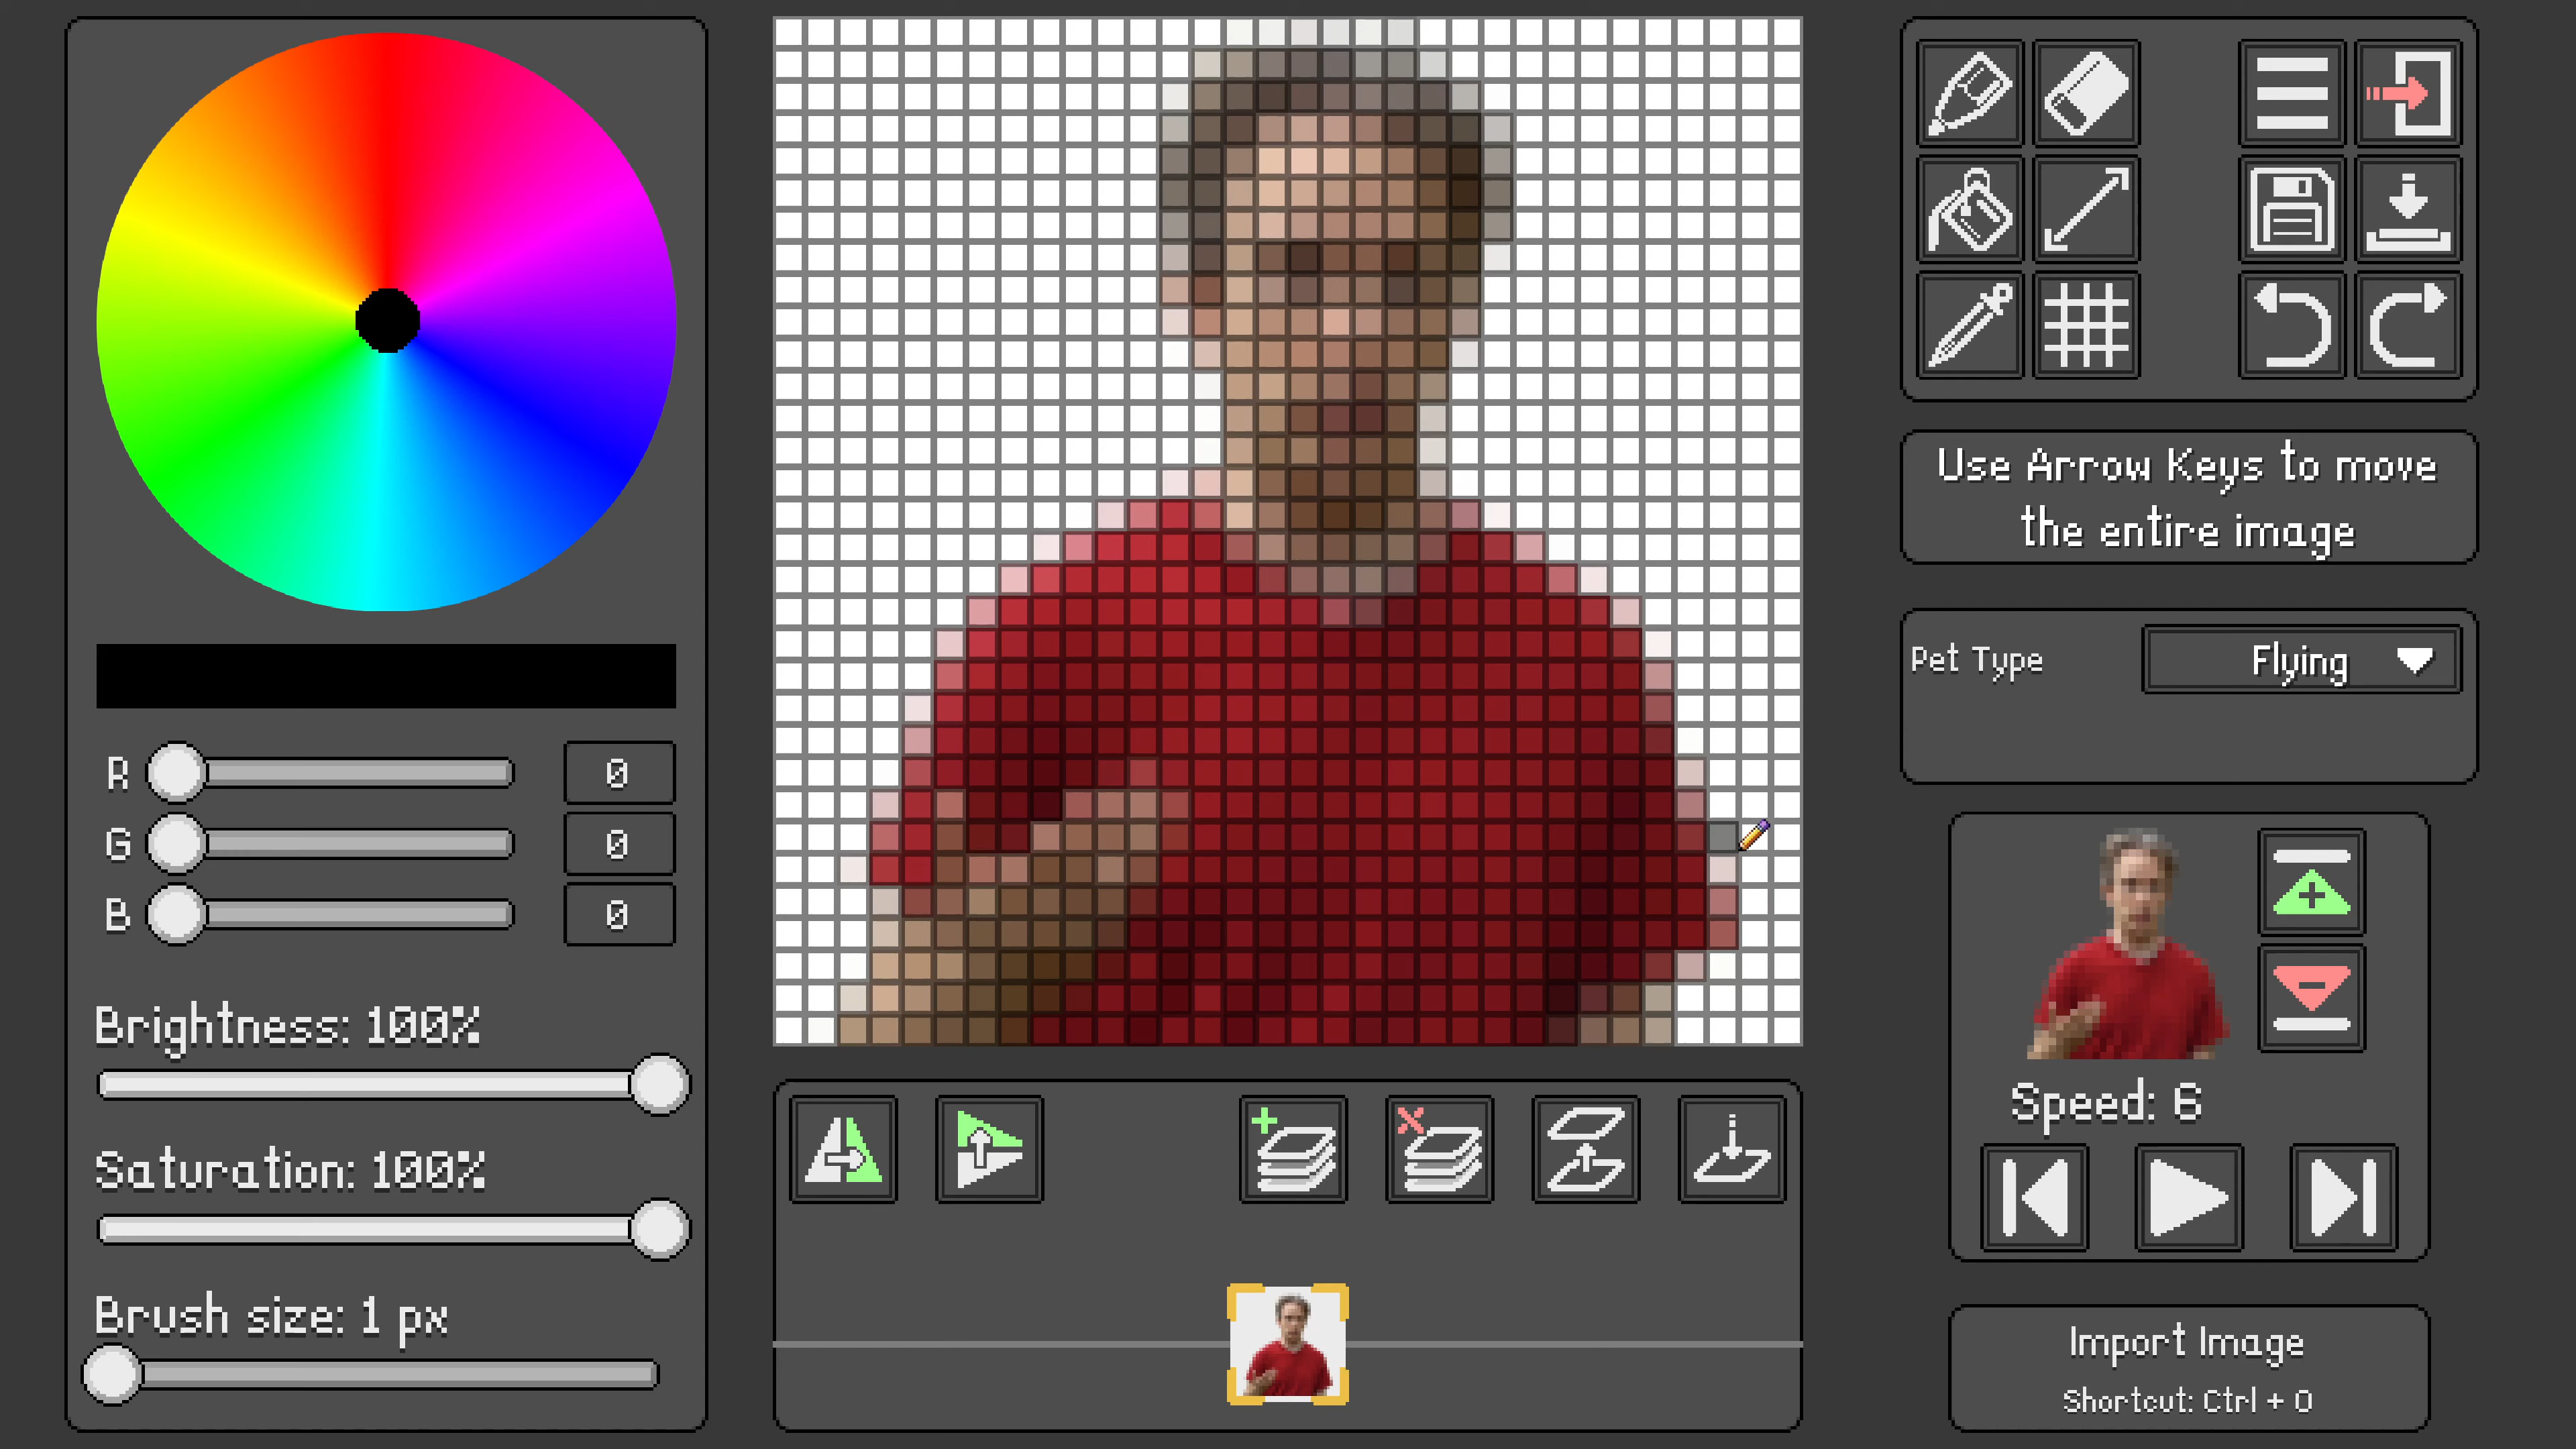 R 0
G 0
B 0
Brightness: 100%
Saturation: 100%
Brush size: 1 px
Use Arrow Keys to move
the entire image
Pet Type Flying
Speed: 6
Import Image
Shortcut: Ctrl + O